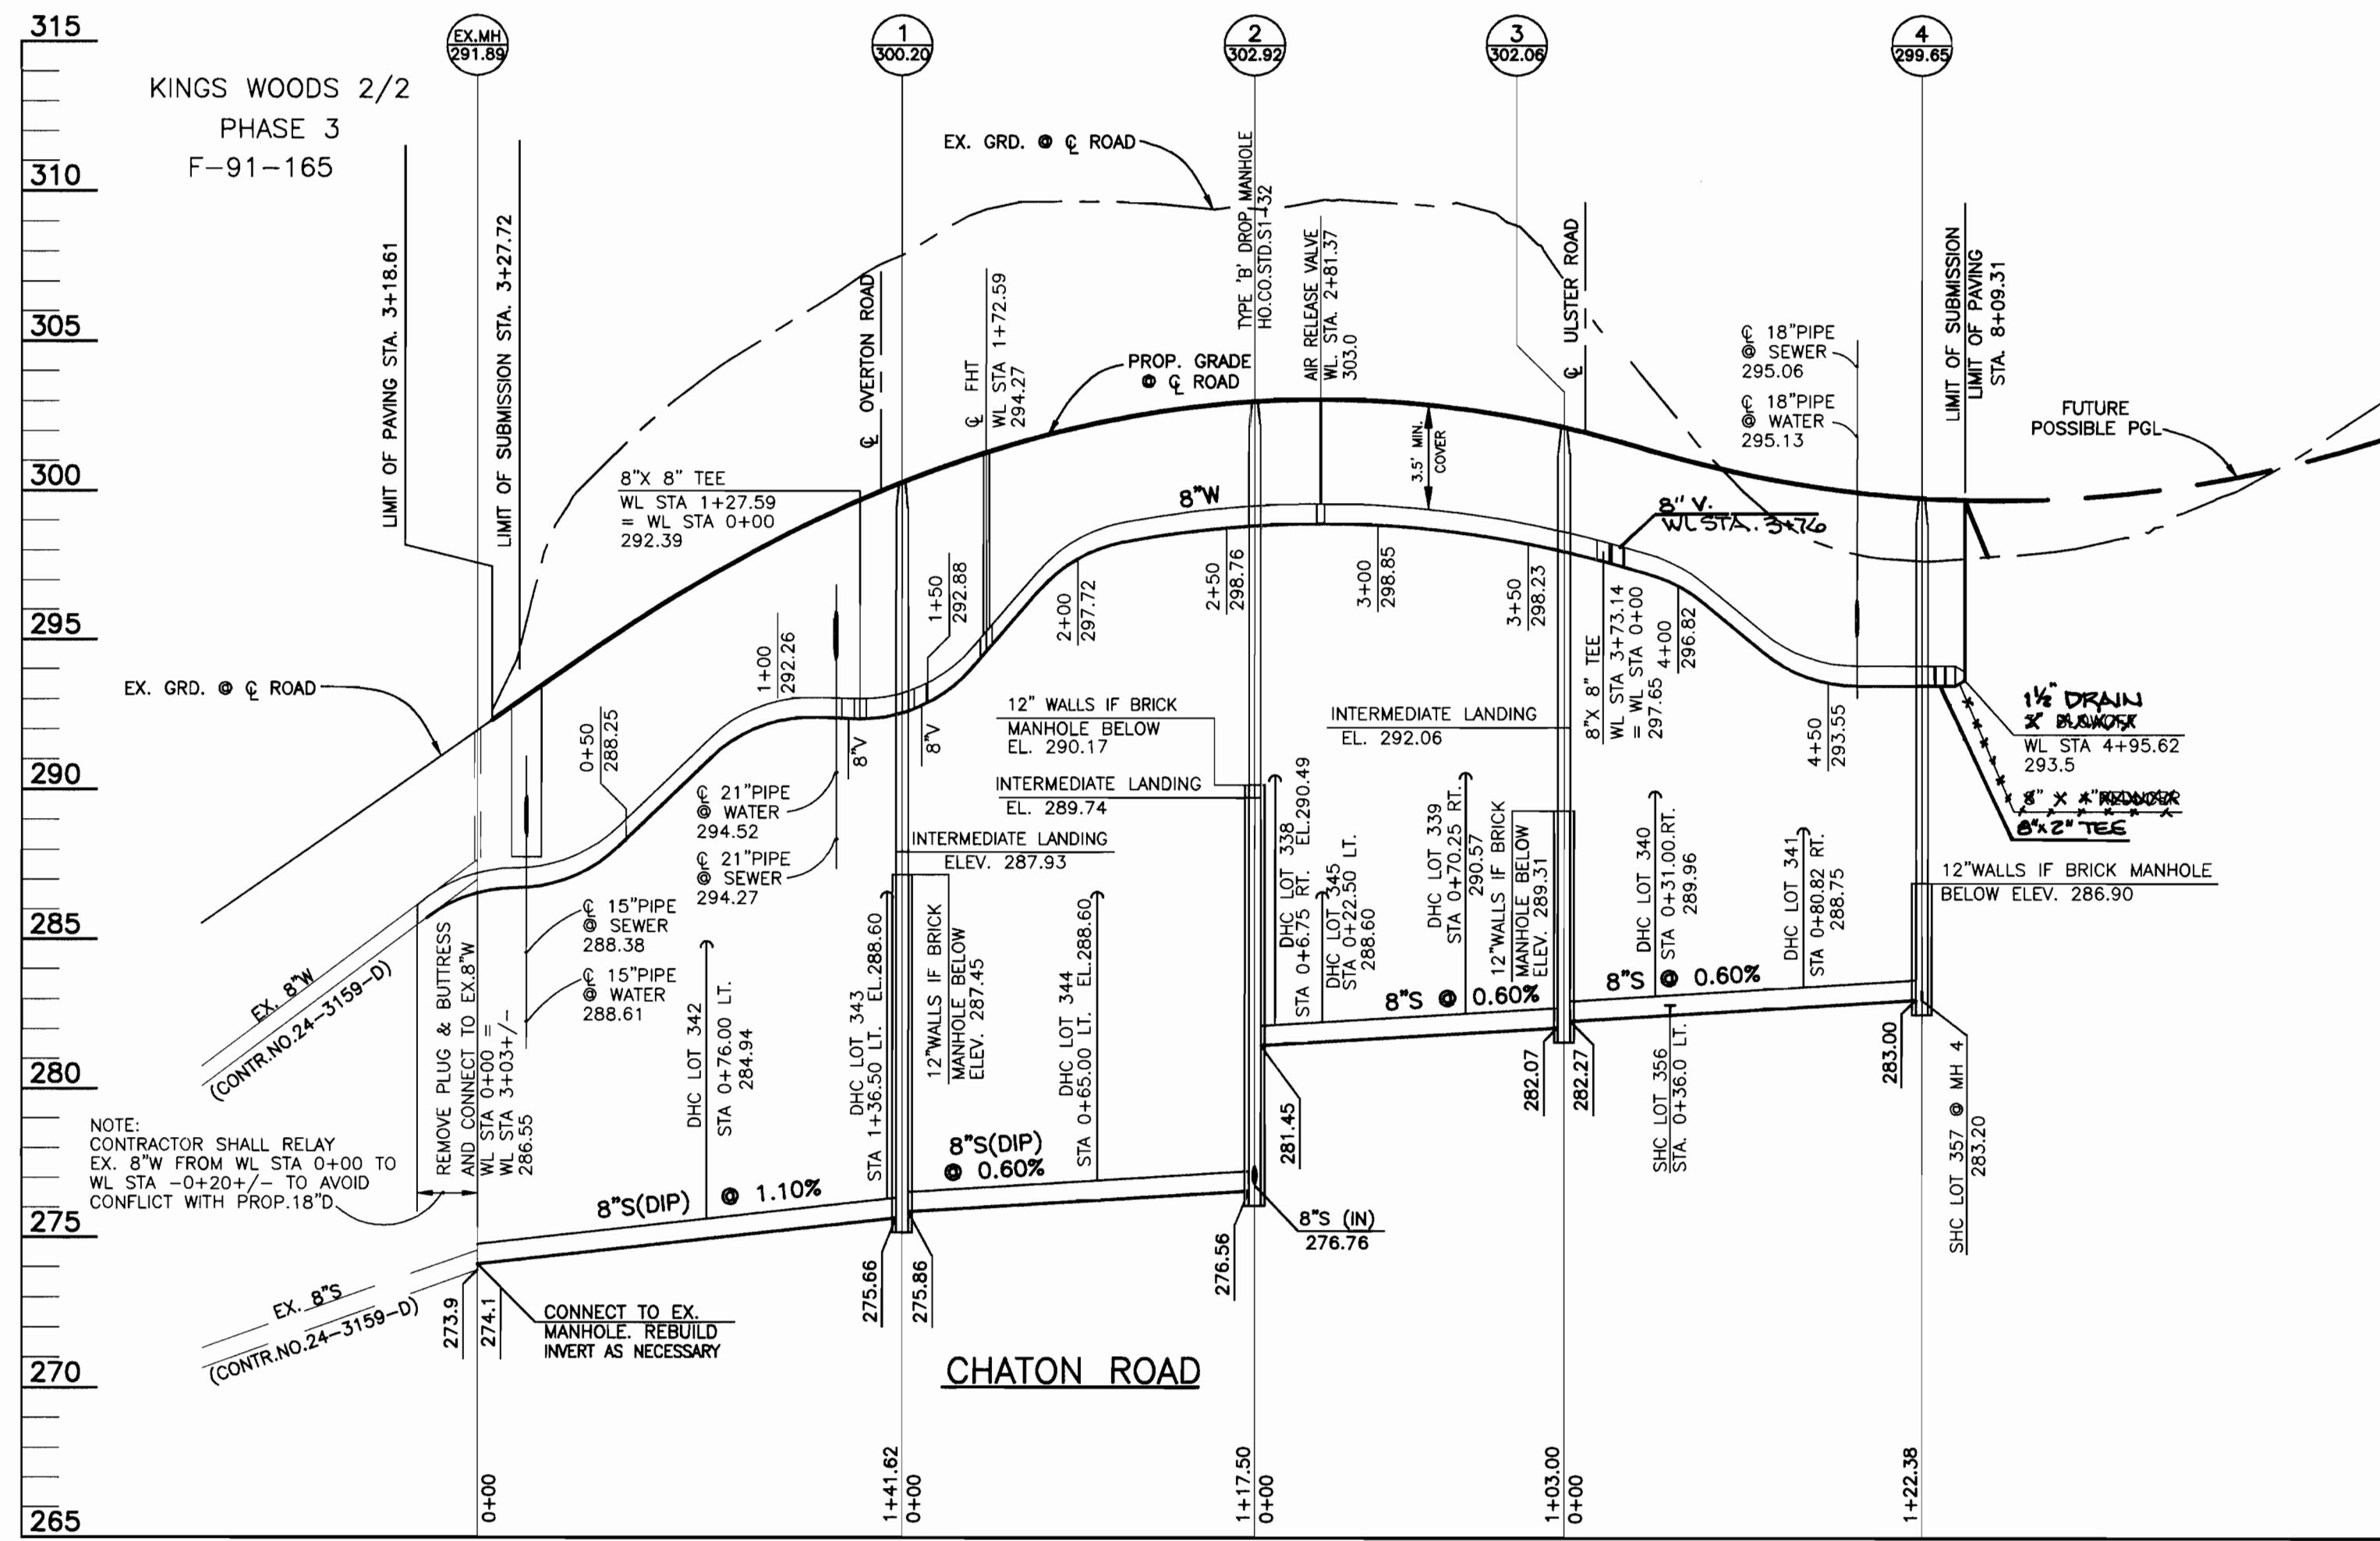 315
310
305
300
295
290
285
280
275
270
265
KINGS WOODS 2/2
PHASE 3
F-91-165
EX.MH
291.89
1
300.20
2
302.92
3
302.06
4
299.65
LIMIT OF PAVING STA. 3+18.61
LIMIT OF SUBMISSION STA. 3+27.72
EX. GRD. @ ℄ ROAD
EX. GRD. @ ℄ ROAD
PROP. GRADE
@ ℄ ROAD
8"X 8" TEE
WL STA 1+27.59
= WL STA 0+00
292.39
℄ OVERTON ROAD
℄ FHT
WL STA 1+72.59
294.27
TYPE 'B' DROP MANHOLE
HO.CO.STD.S1-32
AIR RELEASE VALVE
WL. STA. 2+81.37
303.0
3.5' MIN.
COVER
℄ ULSTER ROAD
℄ 18"PIPE
@ SEWER
295.06
℄ 18"PIPE
@ WATER
295.13
LIMIT OF SUBMISSION
LIMIT OF PAVING
STA. 8+09.31
FUTURE
POSSIBLE PGL
8"W
8" V.
WL STA. 3+76
0+50
288.25
1+00
292.26
1+50
292.88
2+00
297.72
2+50
298.76
3+00
298.85
3+50
298.23
8"X 8" TEE
WL STA 3+73.14
= WL STA 0+00
297.65
4+00
296.82
4+50
293.55
8"V
8"V
℄ 21"PIPE
@ WATER
294.52
℄ 21"PIPE
@ SEWER
294.27
℄ 15"PIPE
@ SEWER
288.38
℄ 15"PIPE
@ WATER
288.61
12" WALLS IF BRICK
MANHOLE BELOW
EL. 290.17
INTERMEDIATE LANDING
EL. 289.74
INTERMEDIATE LANDING
ELEV. 287.93
INTERMEDIATE LANDING
EL. 292.06
1½" DRAIN
WL STA 4+95.62
293.5
8"x2" TEE
12"WALLS IF BRICK MANHOLE
BELOW ELEV. 286.90
EX. 8"W
(CONTR.NO.24-3159-D)
REMOVE PLUG & BUTTRESS
AND CONNECT TO EX.8"W
WL STA 0+00 =
WL STA 3+03+/-
286.55
NOTE:
CONTRACTOR SHALL RELAY
EX. 8"W FROM WL STA 0+00 TO
WL STA -0+20+/- TO AVOID
CONFLICT WITH PROP.18"D
DHC LOT 342
STA 0+76.00 LT.
284.94
DHC LOT 343
STA 1+36.50 LT. EL.288.60
12"WALLS IF BRICK
MANHOLE BELOW
ELEV. 287.45
DHC LOT 344
STA 0+65.00 LT. EL.288.60
DHC LOT 338
STA 0+6.75 RT. EL.290.49
DHC LOT 345
STA 0+22.50 LT.
288.60
DHC LOT 339
STA 0+70.25 RT.
290.57
12"WALLS IF BRICK
MANHOLE BELOW
ELEV. 289.31
DHC LOT 340
STA 0+31.00.RT.
289.96
DHC LOT 341
STA 0+80.82 RT.
288.75
8"S @ 0.60%
8"S @ 0.60%
8"S(DIP)
@ 0.60%
8"S(DIP) @ 1.10%
EX. 8"S
(CONTR.NO.24-3159-D)
273.9
274.1
CONNECT TO EX.
MANHOLE. REBUILD
INVERT AS NECESSARY
275.66
275.86
276.56
8"S (IN)
276.76
281.45
282.07
282.27
SHC LOT 356
STA. 0+36.0 LT.
283.00
SHC LOT 357 @ MH 4
283.20
CHATON ROAD
0+00
1+41.62
0+00
1+17.50
0+00
1+03.00
0+00
1+22.38